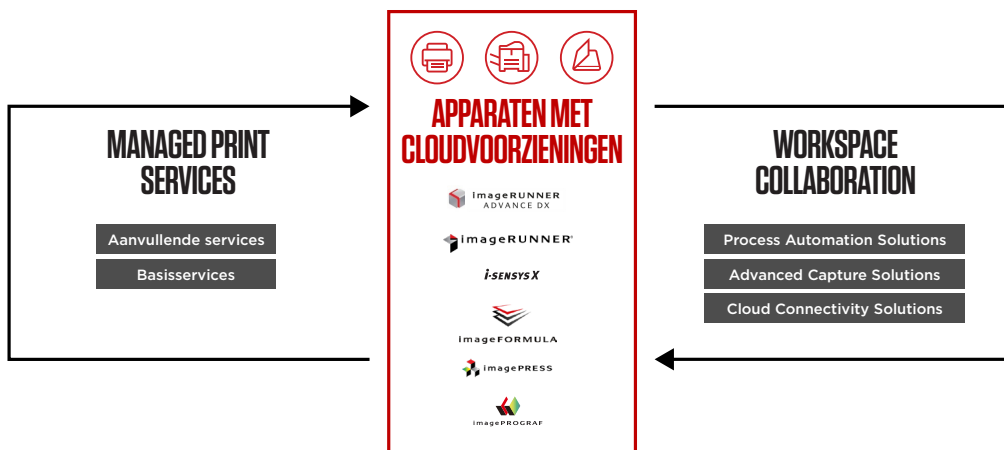 MANAGED PRINT
SERVICES
Aanvullende services
Basisservices
APPARATEN MET
CLOUDVOORZIENINGEN
imageRUNNER
ADVANCE DX
imageRUNNER®
i-SENSYS X
imageFORMULA
imagePRESS
imagePROGRAF
WORKSPACE
COLLABORATION
Process Automation Solutions
Advanced Capture Solutions
Cloud Connectivity Solutions